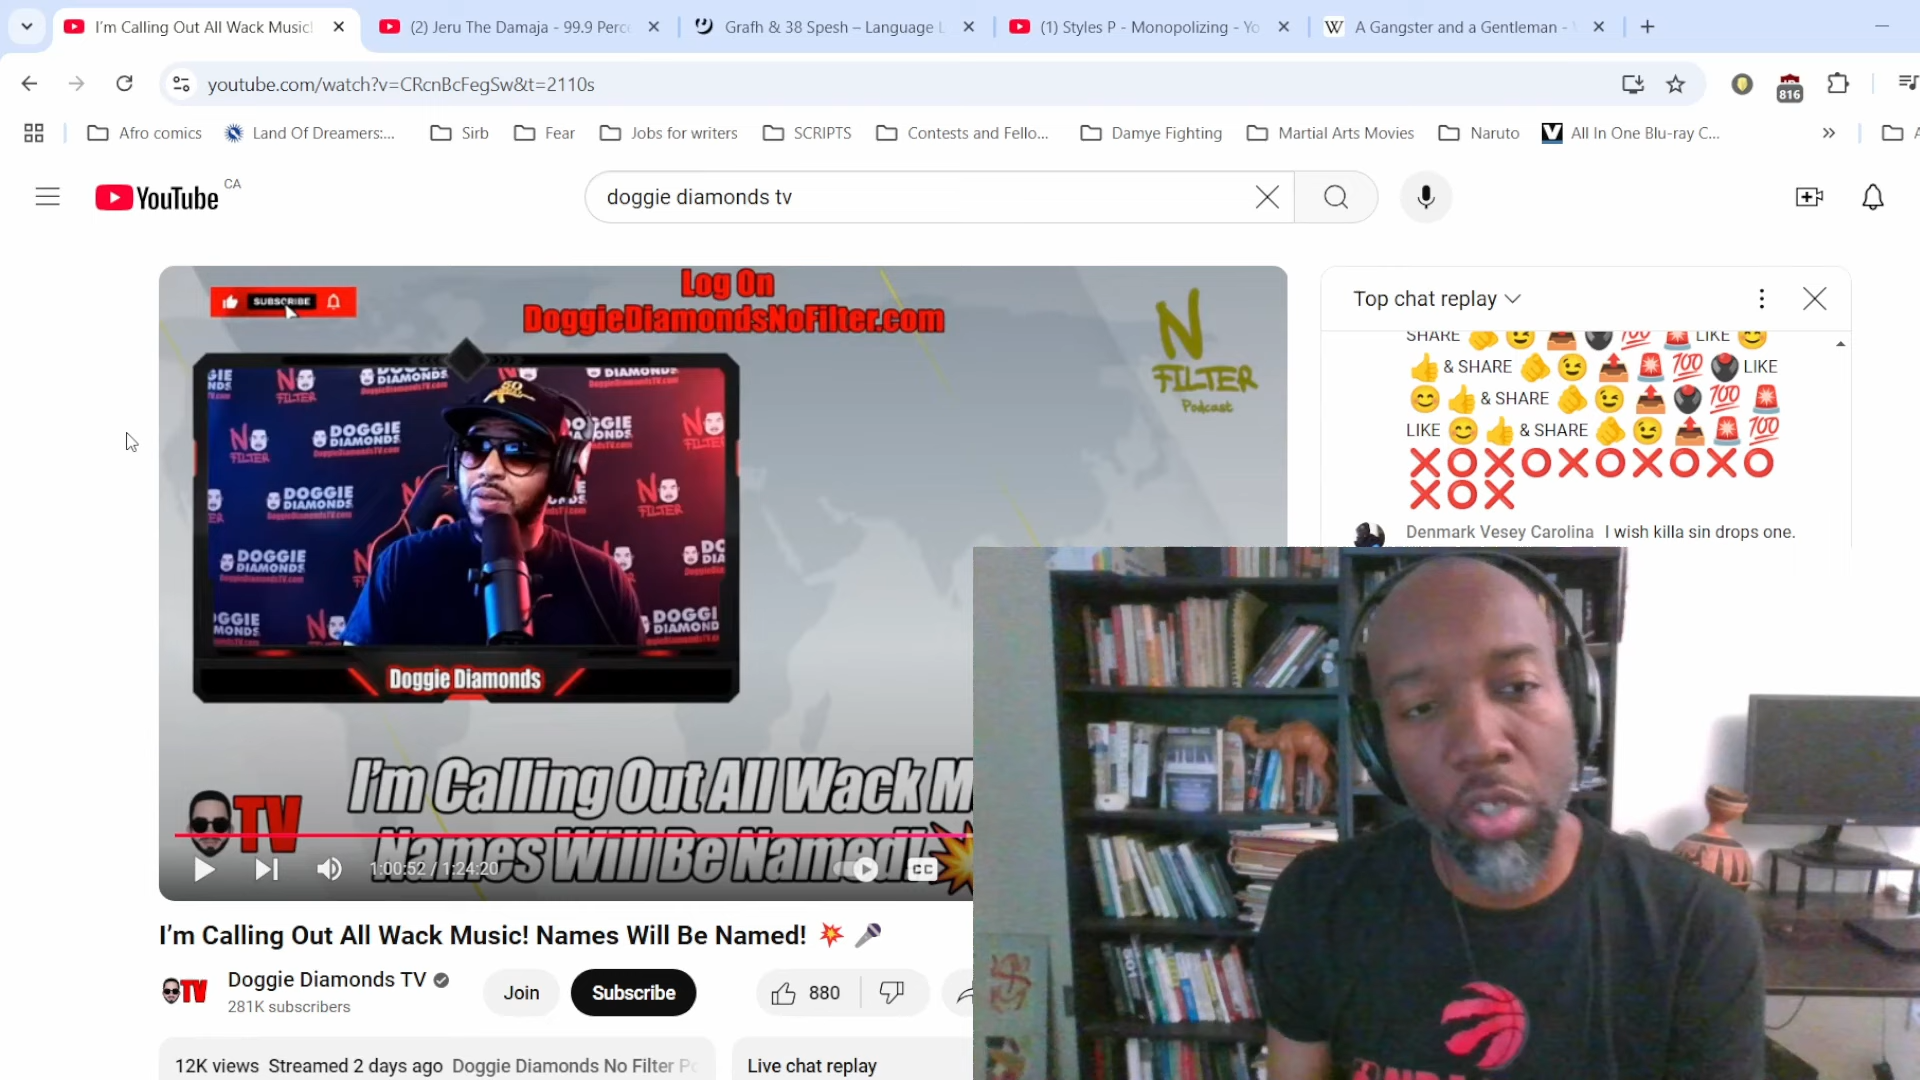 I'm Calling Out All Wack Music!
(2) Jeru The Damaja - 99.9 Perce
Grafh & 38 Spesh – Language L
(1) Styles P - Monopolizing - Yo
A Gangster and a Gentleman -
youtube.com/watch?v=CRcnBcFegSw&t=2110s
816
Afro comics
Land Of Dreamers:...
Sirb
Fear
Jobs for writers
SCRIPTS
Contests and Fello...
Damye Fighting
Martial Arts Movies
Naruto
All In One Blu-ray C...
YouTube CA
doggie diamonds tv
SUBSCRIBE
Log On
DoggieDiamondsNoFilter.com
N
FILTER
Podcast
DOGGIE
DIAMONDS
Doggie Diamonds
TV
I'm Calling Out All Wack M
Names Will Be Named!
1:00:52 / 1:24:20
CC
Top chat replay
SHARE 🫵 😉 📤 🖲 💯 🚨 LIKE 😊
👍 & SHARE 🫵 😉 📤 🚨 💯 🖲 LIKE
😊 👍 & SHARE 🫵 😉 📤 🖲 💯 🚨
LIKE 😊 👍 & SHARE 🫵 😉 📤 🚨 💯
❌⭕❌⭕❌⭕❌⭕❌⭕
❌⭕❌
Denmark Vesey Carolina I wish killa sin drops one.
I'm Calling Out All Wack Music! Names Will Be Named! 💥 🎤
Doggie Diamonds TV
281K subscribers
Join
Subscribe
880
12K views Streamed 2 days ago Doggie Diamonds No Filter Po
Live chat replay